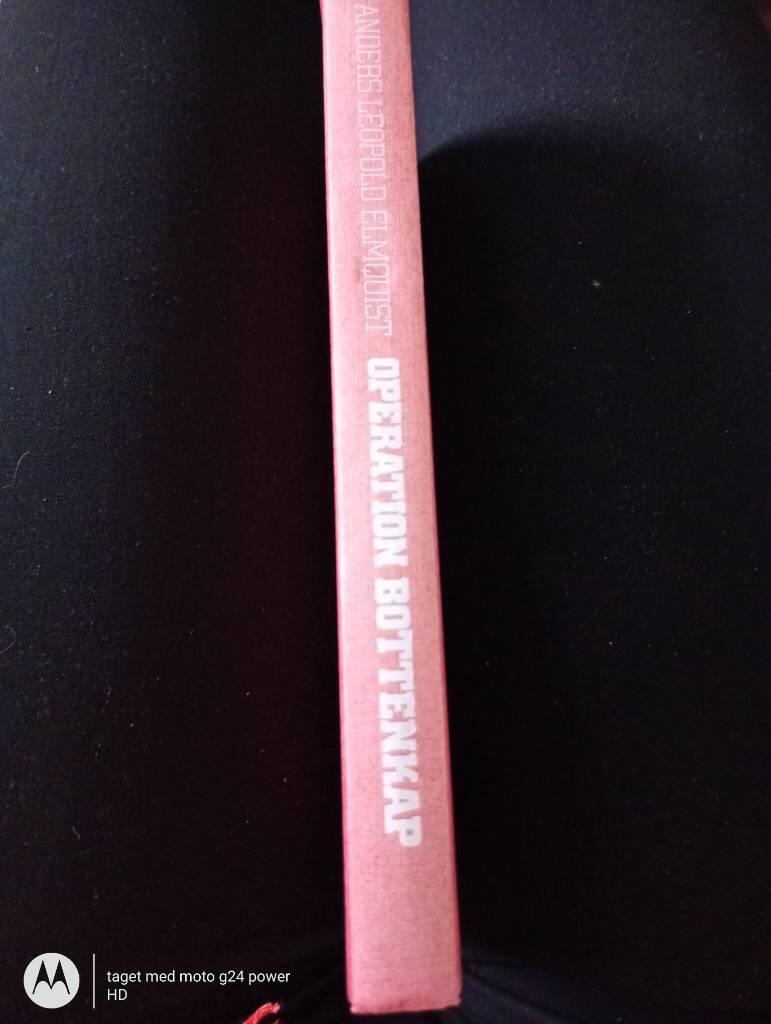 ANDERS LEOPOLD ELMQUIST OPERATION BOTTENKAP
taget med moto g24 power
HD